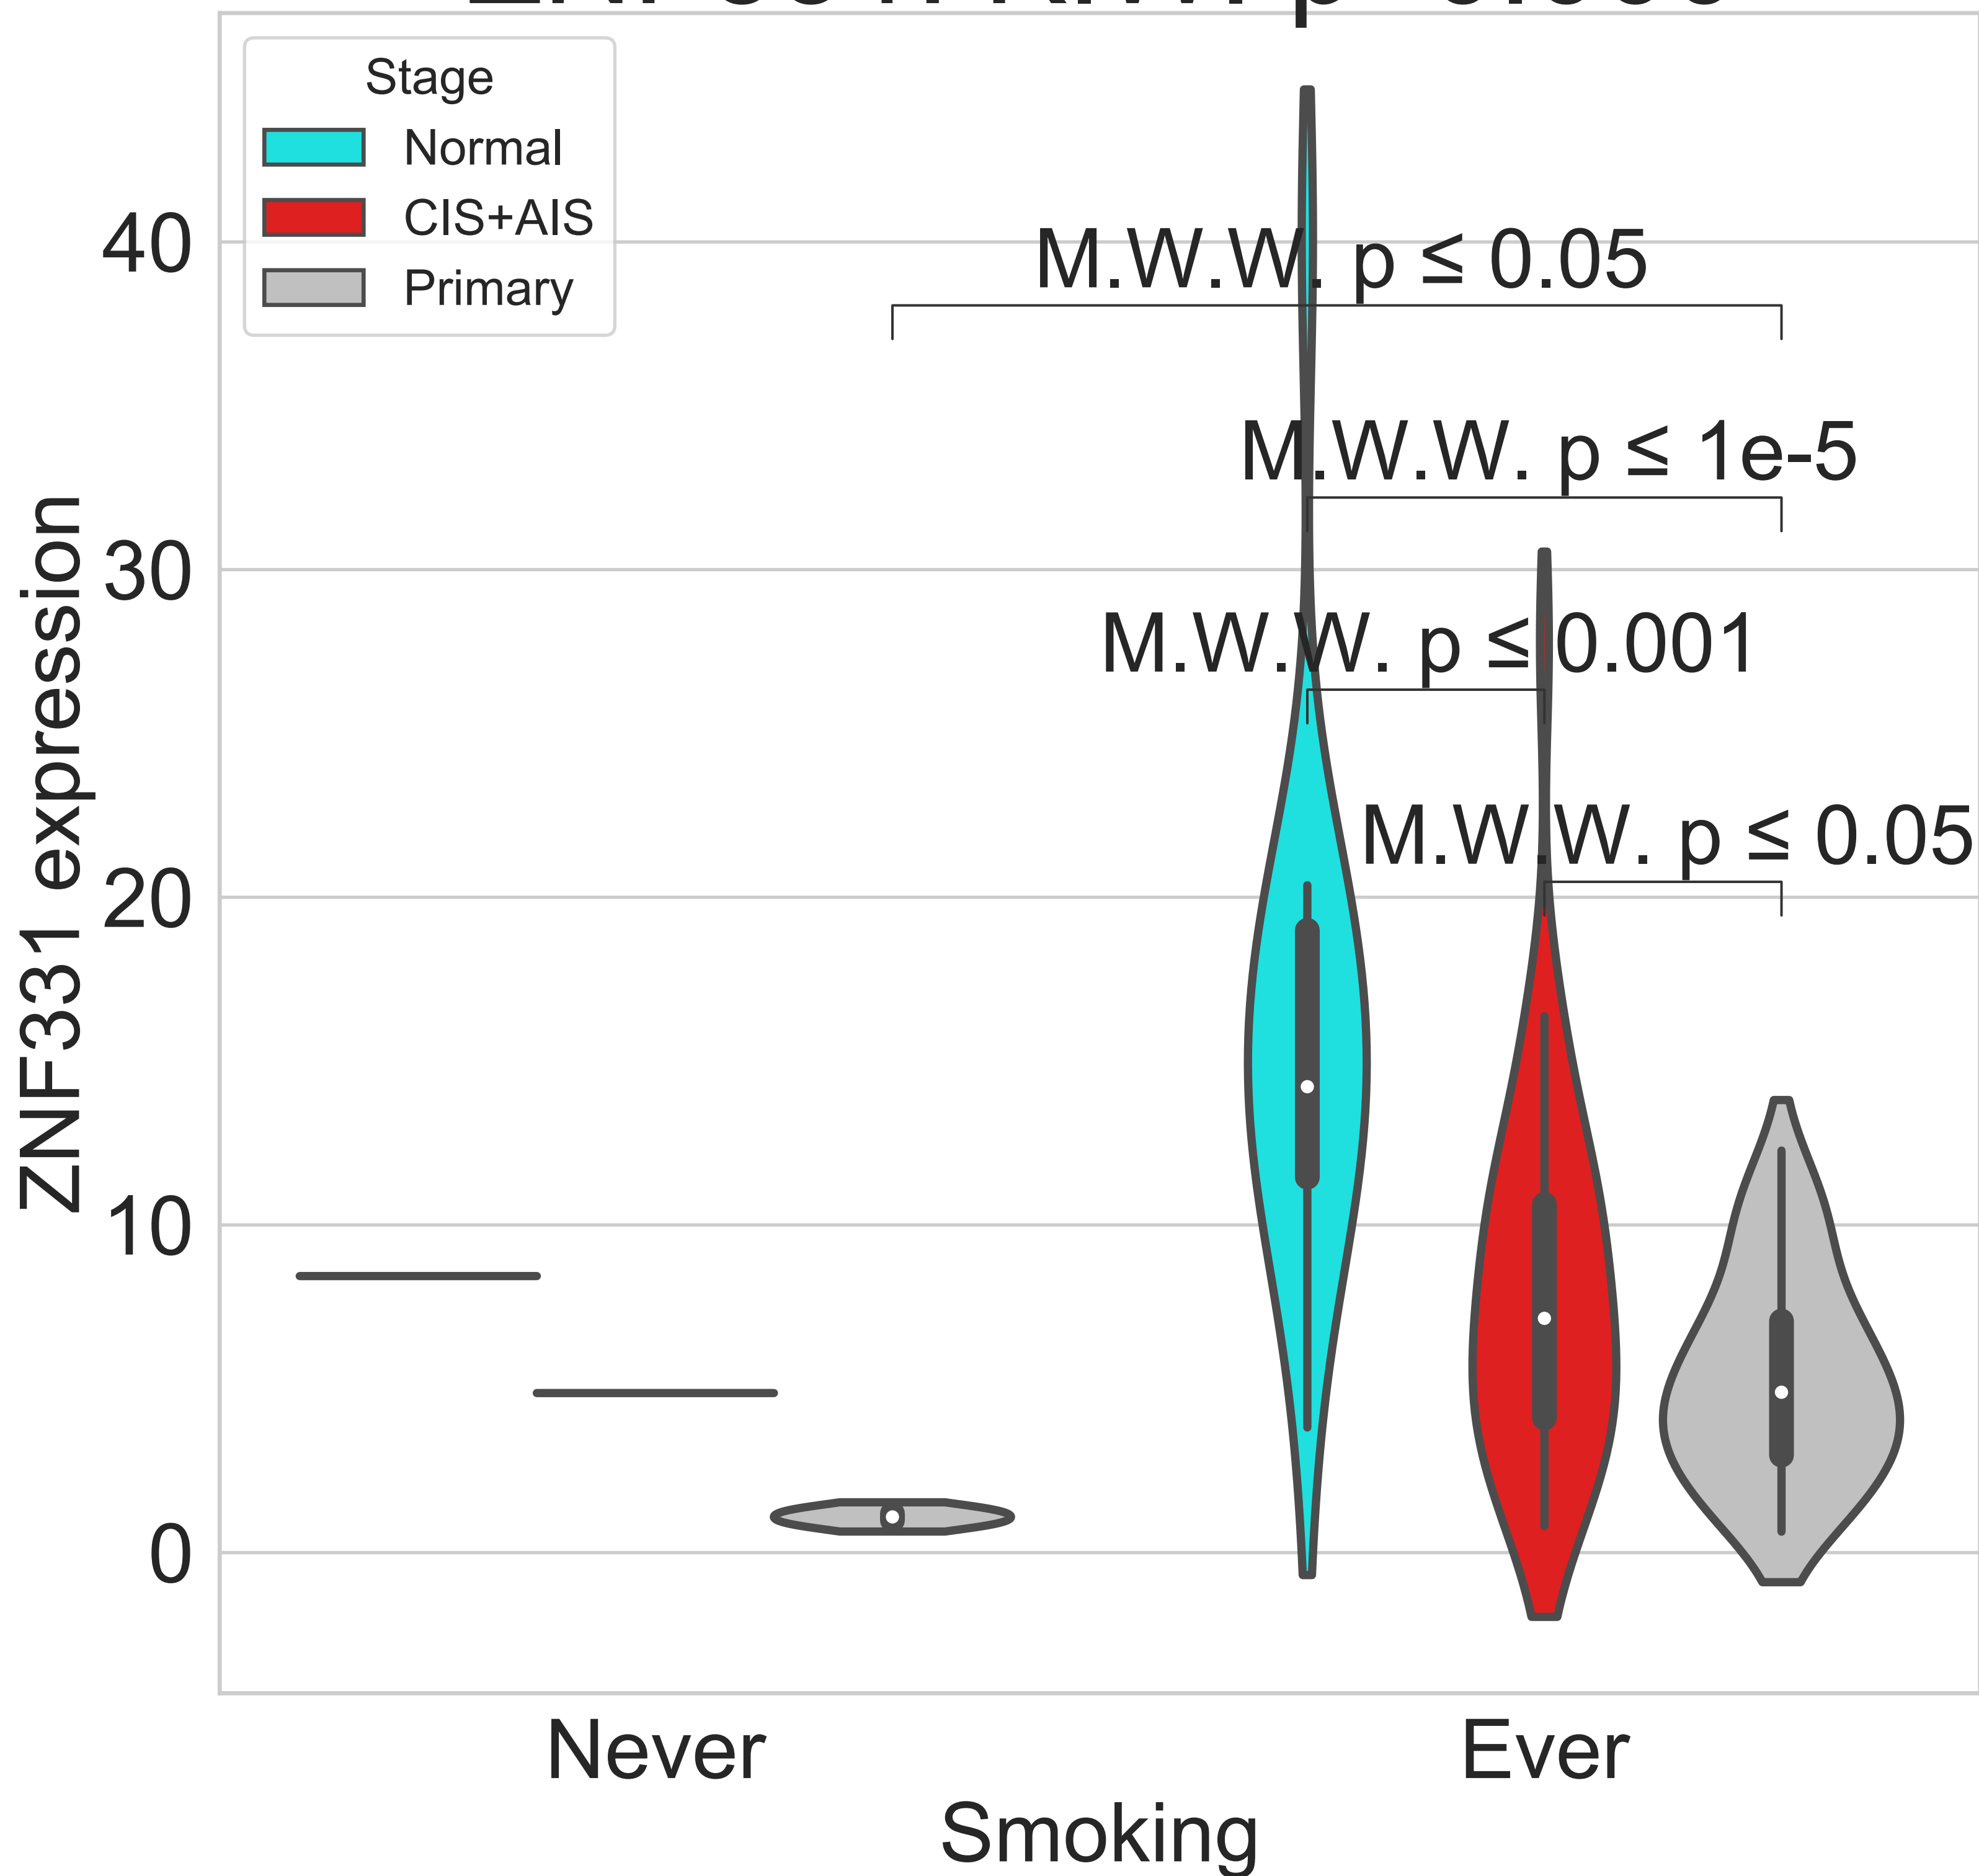 Stage
Normal
CIS+AIS
Primary
M.W.W. p ≤ 0.05
M.W.W. p ≤ 1e-5
M.W.W. p ≤ 0.001
M.W.W. p ≤ 0.05
40
30
20
10
0
ZNF331 expression
Never
Ever
Smoking